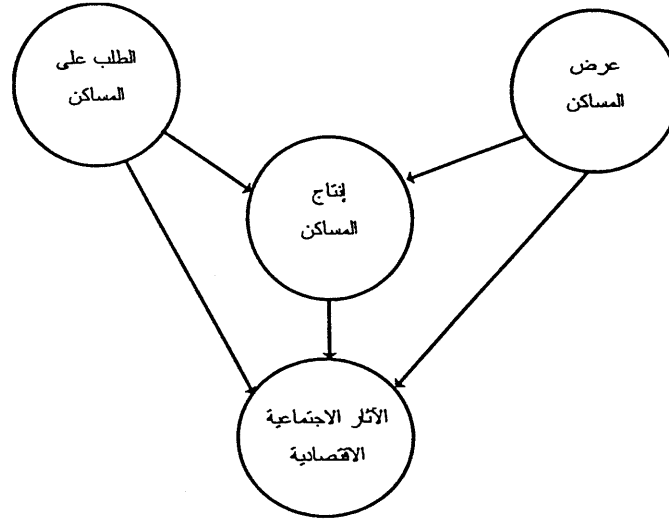 عرض
المساكن
الطلب على
المساكن
إنتاج
المساكن
الآثار الاجتماعية
الاقتصادية